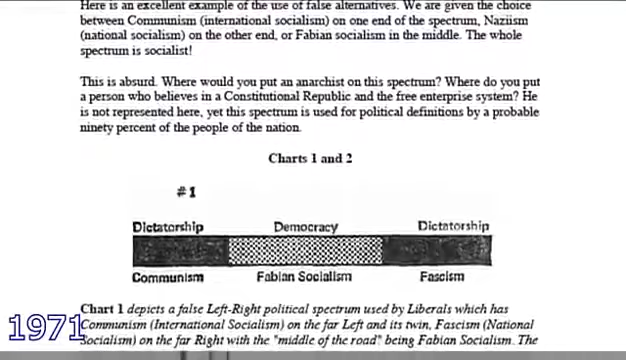 Here is an excellent example of the use of false alternatives. We are given the choice
between Communism (international socialism) on one end of the spectrum, Naziism
(national socialism) on the other end, or Fabian socialism in the middle. The whole
spectrum is socialist!
This is absurd. Where would you put an anarchist on this spectrum? Where do you put
a person who believes in a Constitutional Republic and the free enterprise system? He
is not represented here, yet this spectrum is used for political definitions by a probable
ninety percent of the people of the nation.
Charts 1 and 2
#1
Dictatorship Democracy Dictatorship
Communism Fabian Socialism Fascism
Chart 1 depicts a false Left-Right political spectrum used by Liberals which has
Communism (International Socialism) on the far Left and its twin, Fascism (National
Socialism) on the far Right with the "middle of the road" being Fabian Socialism. The
1971